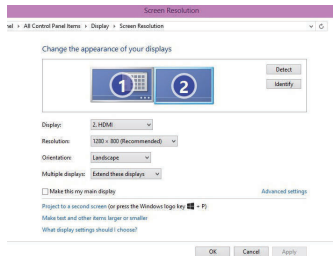 Screen Resolution
All Control Panel Items › Display › Screen Resolution
Change the appearance of your displays
1 2
Detect
Identify
Display: 2. HDMI
Resolution: 1280 × 800 (Recommended)
Orientation: Landscape
Multiple displays: Extend these displays
Make this my main display
Advanced settings
Project to a second screen (or press the Windows logo key + P)
Make text and other items larger or smaller
What display settings should I choose?
OK Cancel Apply